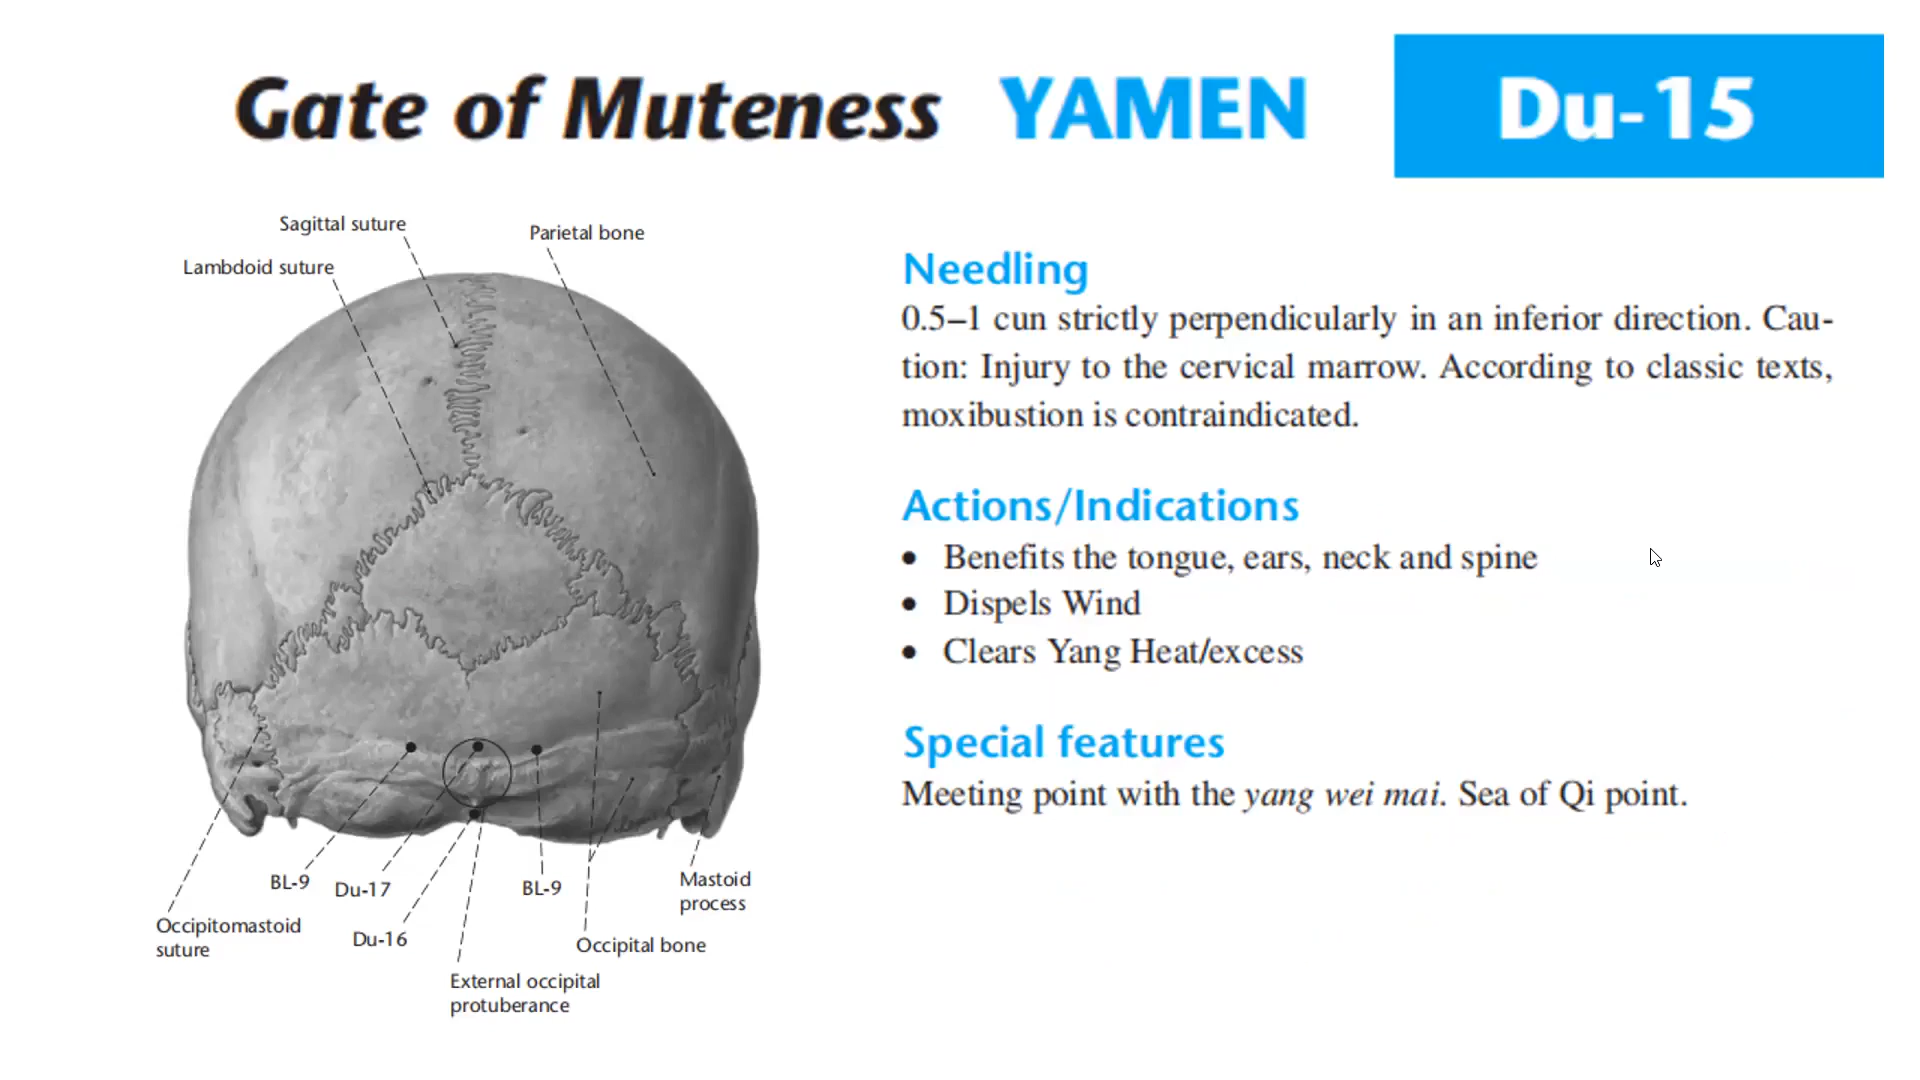 Gate of Muteness YAMEN Du-15
Sagittal suture
Parietal bone
Lambdoid suture
BL-9
Du-17
BL-9
Mastoid
process
Occipitomastoid
suture
Du-16
Occipital bone
External occipital
protuberance
Needling
0.5–1 cun strictly perpendicularly in an inferior direction. Cau-
tion: Injury to the cervical marrow. According to classic texts,
moxibustion is contraindicated.
Actions/Indications
• Benefits the tongue, ears, neck and spine
• Dispels Wind
• Clears Yang Heat/excess
Special features
Meeting point with the yang wei mai. Sea of Qi point.